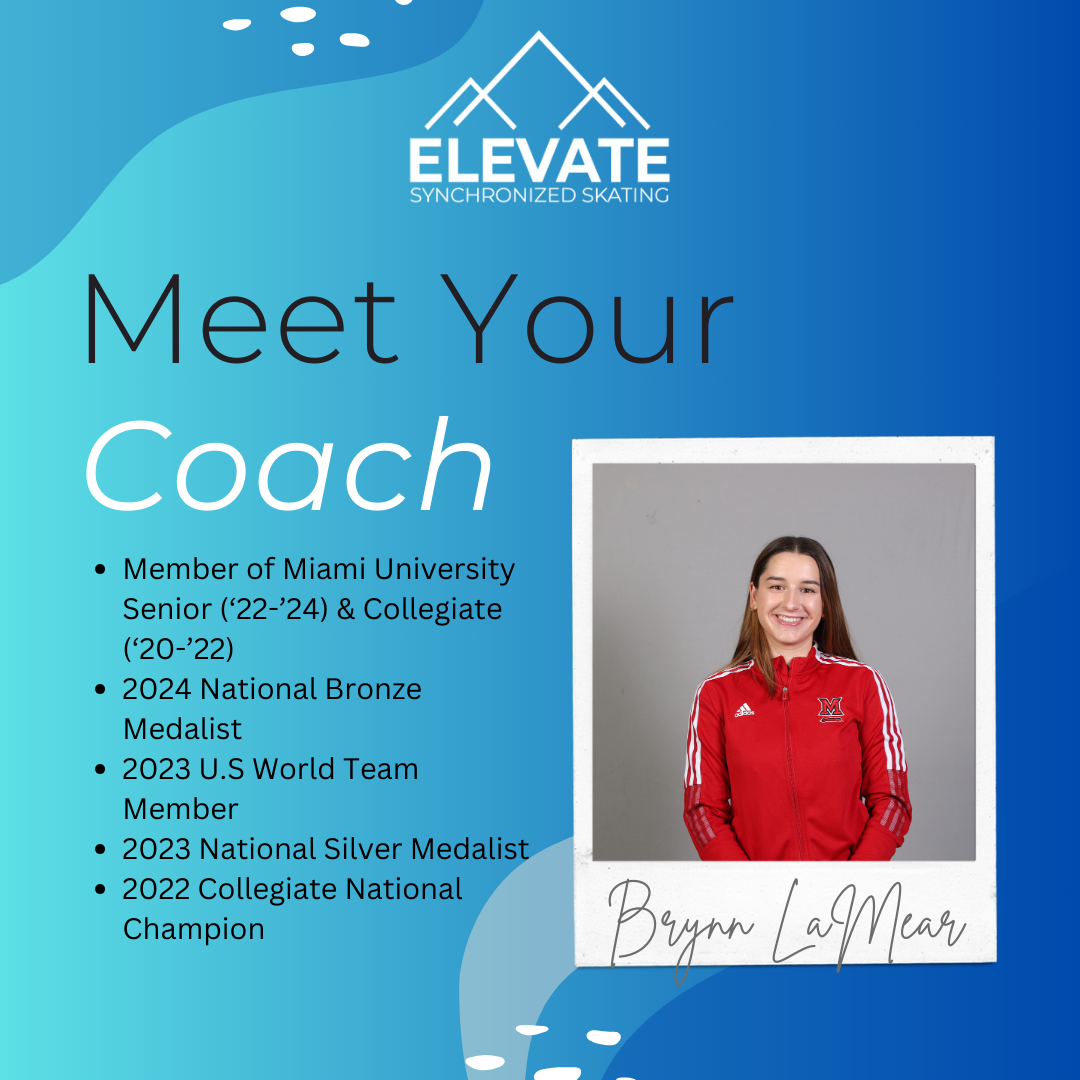 ELEVATE
SYNCHRONIZED SKATING
Meet Your
Coach
• Member of Miami University
Senior (‘22-’24) & Collegiate
(‘20-’22)
• 2024 National Bronze
Medalist
• 2023 U.S World Team
Member
• 2023 National Silver Medalist
• 2022 Collegiate National
Champion
adidas
M
Brynn LaMear